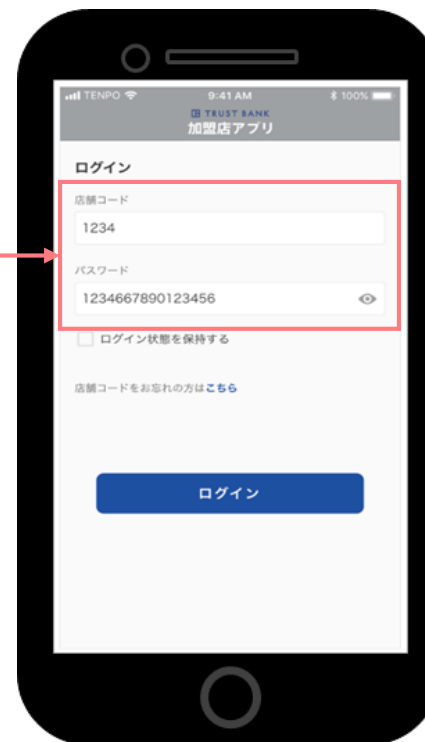 TENPO 9:41 AM 100%
TRUST BANK
加盟店アプリ
ログイン
店舗コード
1234
パスワード
1234667890123456
ログイン状態を保持する
店舗コードをお忘れの方はこちら
ログイン